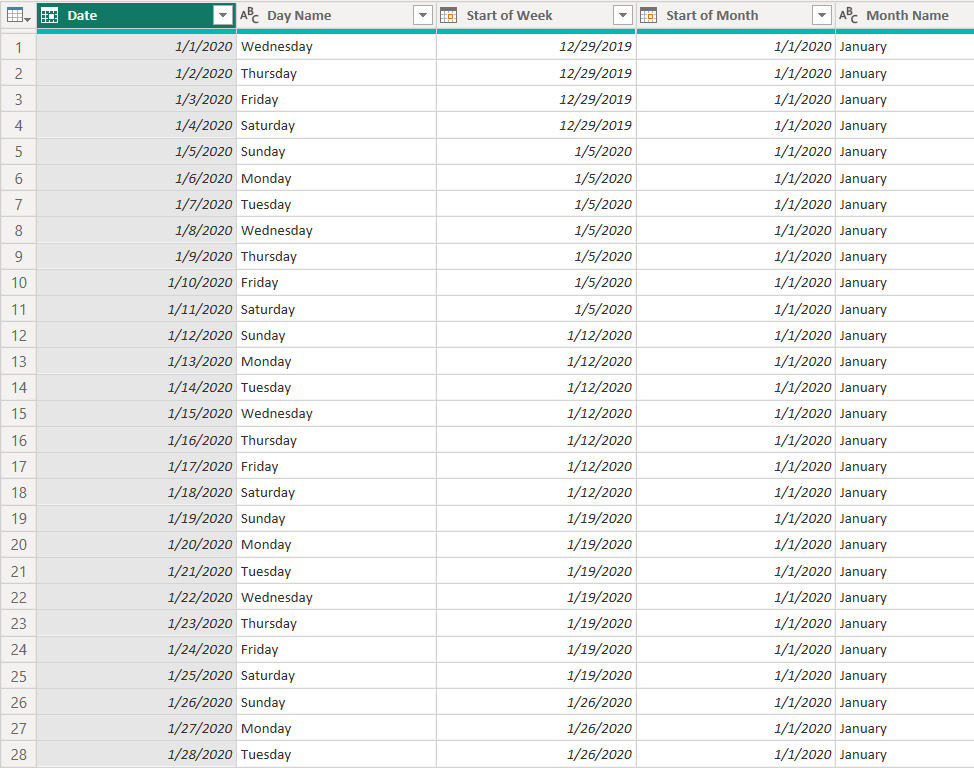 Date ABC Day Name Start of Week Start of Month ABC Month Name
1 1/1/2020 Wednesday 12/29/2019 1/1/2020 January
2 1/2/2020 Thursday 12/29/2019 1/1/2020 January
3 1/3/2020 Friday 12/29/2019 1/1/2020 January
4 1/4/2020 Saturday 12/29/2019 1/1/2020 January
5 1/5/2020 Sunday 1/5/2020 1/1/2020 January
6 1/6/2020 Monday 1/5/2020 1/1/2020 January
7 1/7/2020 Tuesday 1/5/2020 1/1/2020 January
8 1/8/2020 Wednesday 1/5/2020 1/1/2020 January
9 1/9/2020 Thursday 1/5/2020 1/1/2020 January
10 1/10/2020 Friday 1/5/2020 1/1/2020 January
11 1/11/2020 Saturday 1/5/2020 1/1/2020 January
12 1/12/2020 Sunday 1/12/2020 1/1/2020 January
13 1/13/2020 Monday 1/12/2020 1/1/2020 January
14 1/14/2020 Tuesday 1/12/2020 1/1/2020 January
15 1/15/2020 Wednesday 1/12/2020 1/1/2020 January
16 1/16/2020 Thursday 1/12/2020 1/1/2020 January
17 1/17/2020 Friday 1/12/2020 1/1/2020 January
18 1/18/2020 Saturday 1/12/2020 1/1/2020 January
19 1/19/2020 Sunday 1/19/2020 1/1/2020 January
20 1/20/2020 Monday 1/19/2020 1/1/2020 January
21 1/21/2020 Tuesday 1/19/2020 1/1/2020 January
22 1/22/2020 Wednesday 1/19/2020 1/1/2020 January
23 1/23/2020 Thursday 1/19/2020 1/1/2020 January
24 1/24/2020 Friday 1/19/2020 1/1/2020 January
25 1/25/2020 Saturday 1/19/2020 1/1/2020 January
26 1/26/2020 Sunday 1/26/2020 1/1/2020 January
27 1/27/2020 Monday 1/26/2020 1/1/2020 January
28 1/28/2020 Tuesday 1/26/2020 1/1/2020 January